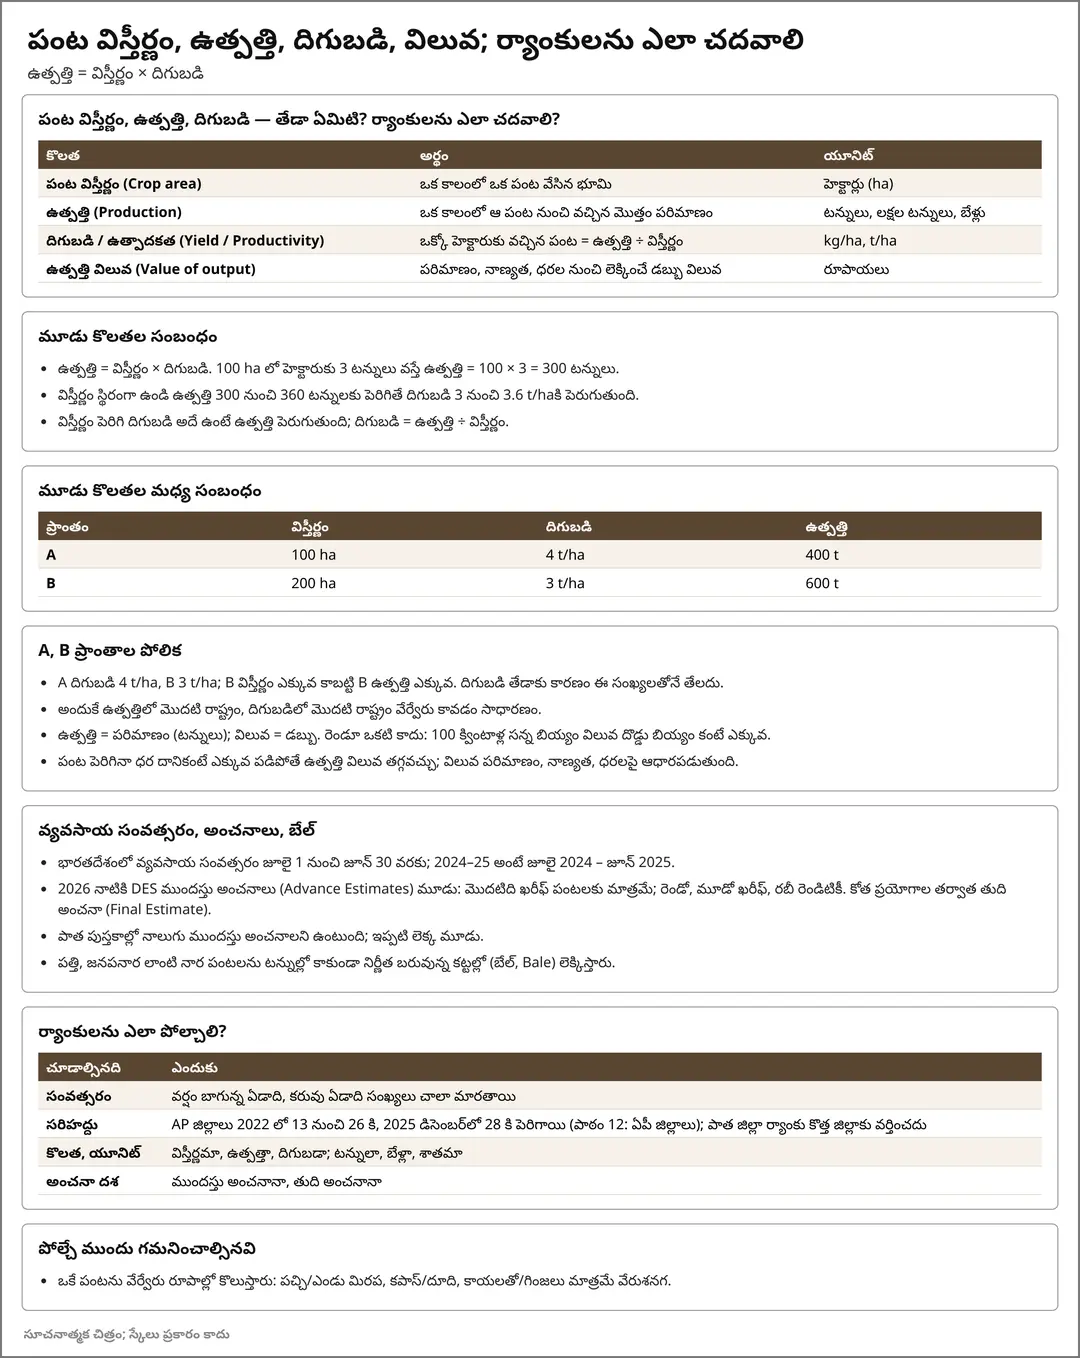 పంట విస్తీర్ణం, ఉత్పత్తి, దిగుబడి, విలువ; ర్యాంకులను ఎలా చదవాలి
ఉత్పత్తి = విస్తీర్ణం × దిగుబడి
పంట విస్తీర్ణం, ఉత్పత్తి, దిగుబడి — తేడా ఏమిటి? ర్యాంకులను ఎలా చదవాలి?
కొలత అర్థం యూనిట్
పంట విస్తీర్ణం (Crop area) ఒక కాలంలో ఒక పంట వేసిన భూమి హెక్టార్లు (ha)
ఉత్పత్తి (Production) ఒక కాలంలో ఆ పంట నుంచి వచ్చిన మొత్తం పరిమాణం టన్నులు, లక్షల టన్నులు, బేళ్లు
దిగుబడి / ఉత్పాదకత (Yield / Productivity) ఒక్కో హెక్టారుకు వచ్చిన పంట = ఉత్పత్తి ÷ విస్తీర్ణం kg/ha, t/ha
ఉత్పత్తి విలువ (Value of output) పరిమాణం, నాణ్యత, ధరల నుంచి లెక్కించే డబ్బు విలువ రూపాయలు
మూడు కొలతల సంబంధం
• ఉత్పత్తి = విస్తీర్ణం × దిగుబడి. 100 ha లో హెక్టారుకు 3 టన్నులు వస్తే ఉత్పత్తి = 100 × 3 = 300 టన్నులు.
• విస్తీర్ణం స్థిరంగా ఉండి ఉత్పత్తి 300 నుంచి 360 టన్నులకు పెరిగితే దిగుబడి 3 నుంచి 3.6 t/haకి పెరుగుతుంది.
• విస్తీర్ణం పెరిగి దిగుబడి అదే ఉంటే ఉత్పత్తి పెరుగుతుంది; దిగుబడి = ఉత్పత్తి ÷ విస్తీర్ణం.
మూడు కొలతల మధ్య సంబంధం
ప్రాంతం విస్తీర్ణం దిగుబడి ఉత్పత్తి
A 100 ha 4 t/ha 400 t
B 200 ha 3 t/ha 600 t
A, B ప్రాంతాల పోలిక
• A దిగుబడి 4 t/ha, B 3 t/ha; B విస్తీర్ణం ఎక్కువ కాబట్టి B ఉత్పత్తి ఎక్కువ. దిగుబడి తేడాకు కారణం ఈ సంఖ్యలతోనే తేలదు.
• అందుకే ఉత్పత్తిలో మొదటి రాష్ట్రం, దిగుబడిలో మొదటి రాష్ట్రం వేర్వేరు కావడం సాధారణం.
• ఉత్పత్తి = పరిమాణం (టన్నులు); విలువ = డబ్బు. రెండూ ఒకటి కాదు: 100 క్వింటాళ్ల సన్న బియ్యం విలువ దొడ్డు బియ్యం కంటే ఎక్కువ.
• పంట పెరిగినా ధర దానికంటే ఎక్కువ పడిపోతే ఉత్పత్తి విలువ తగ్గవచ్చు; విలువ పరిమాణం, నాణ్యత, ధరలపై ఆధారపడుతుంది.
వ్యవసాయ సంవత్సరం, అంచనాలు, బేల్
• భారతదేశంలో వ్యవసాయ సంవత్సరం జూలై 1 నుంచి జూన్ 30 వరకు; 2024–25 అంటే జూలై 2024 – జూన్ 2025.
• 2026 నాటికి DES ముందస్తు అంచనాలు (Advance Estimates) మూడు: మొదటిది ఖరీఫ్ పంటలకు మాత్రమే; రెండో, మూడో ఖరీఫ్, రబీ రెండిటికీ. కోత ప్రయోగాల తర్వాత తుది
అంచనా (Final Estimate).
• పాత పుస్తకాల్లో నాలుగు ముందస్తు అంచనాలని ఉంటుంది; ఇప్పటి లెక్క మూడు.
• పత్తి, జనపనార లాంటి నార పంటలను టన్నుల్లో కాకుండా నిర్ణీత బరువున్న కట్టల్లో (బేల్, Bale) లెక్కిస్తారు.
ర్యాంకులను ఎలా పోల్చాలి?
చూడాల్సినది ఎందుకు
సంవత్సరం వర్షం బాగున్న ఏడాది, కరువు ఏడాది సంఖ్యలు చాలా మారతాయి
సరిహద్దు AP జిల్లాలు 2022 లో 13 నుంచి 26 కి, 2025 డిసెంబర్‌లో 28 కి పెరిగాయి (పాఠం 12: ఏపీ జిల్లాలు); పాత జిల్లా ర్యాంకు కొత్త జిల్లాకు వర్తించదు
కొలత, యూనిట్ విస్తీర్ణమా, ఉత్పత్తా, దిగుబడా; టన్నులా, బేళ్లా, శాతమా
అంచనా దశ ముందస్తు అంచనానా, తుది అంచనానా
పోల్చే ముందు గమనించాల్సినవి
• ఒకే పంటను వేర్వేరు రూపాల్లో కొలుస్తారు: పచ్చి/ఎండు మిరప, కపాస్/దూది, కాయలతో/గింజలు మాత్రమే వేరుశనగ.
సూచనాత్మక చిత్రం; స్కేలు ప్రకారం కాదు